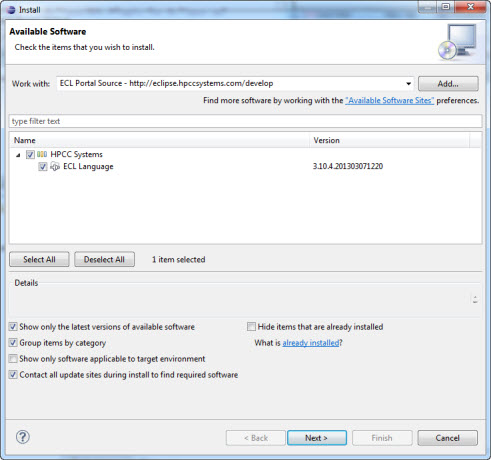 Install
Available Software
Check the items that you wish to install.
Work with: ECL Portal Source - http://eclipse.hpccsystems.com/develop Add...
Find more software by working with the "Available Software Sites" preferences.
type filter text
Name Version
HPCC Systems
ECL Language 3.10.4.201303071220
Select All Deselect All 1 item selected
Details
Show only the latest versions of available software Hide items that are already installed
Group items by category What is already installed?
Show only software applicable to target environment
Contact all update sites during install to find required software
? < Back Next > Finish Cancel